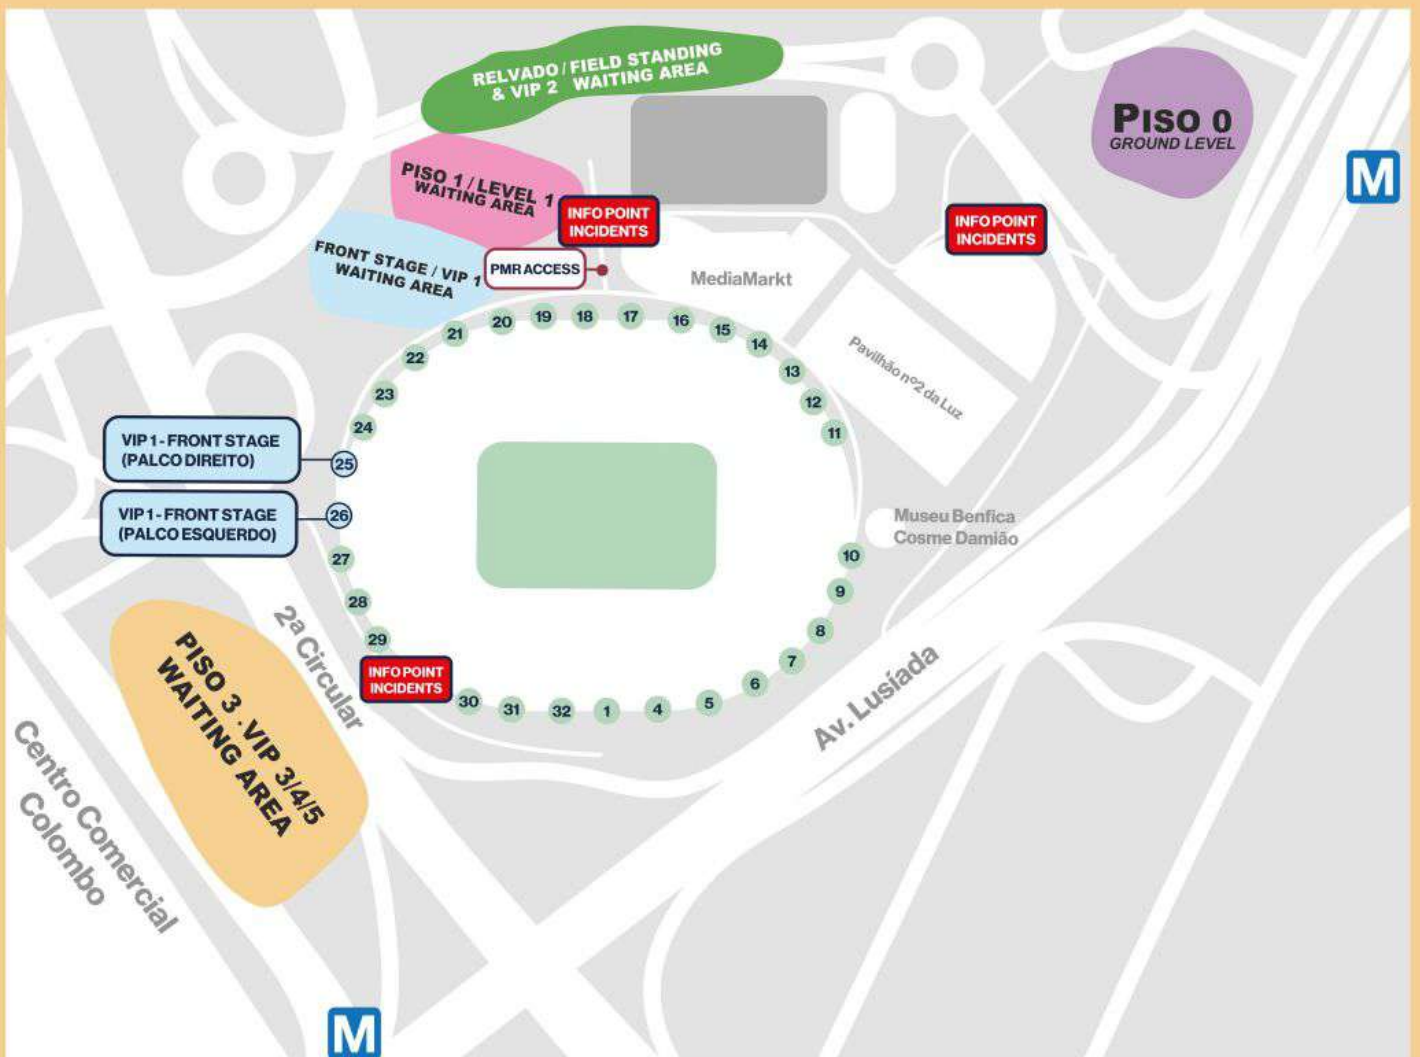 RELVADO / FIELD STANDING
& VIP 2 WAITING AREA
PISO 0
GROUND LEVEL
M
PISO 1 / LEVEL 1
WAITING AREA
INFO POINT
INCIDENTS
INFO POINT
INCIDENTS
FRONT STAGE / VIP 1
WAITING AREA
PMR ACCESS
MediaMarkt
21
20
19
18
17
16
15
14
22
13
Pavilhão nº2 da Luz
23
12
24
11
VIP 1 - FRONT STAGE
(PALCO DIREITO)
25
VIP 1 - FRONT STAGE
(PALCO ESQUERDO)
26
Museu Benfica
Cosme Damião
27
10
28
9
29
8
2ª Circular
7
INFO POINT
INCIDENTS
6
30
31
32
1
4
5
Av. Lusíada
PISO 3 . VIP 3/4/5
WAITING AREA
Centro Comercial
Colombo
M